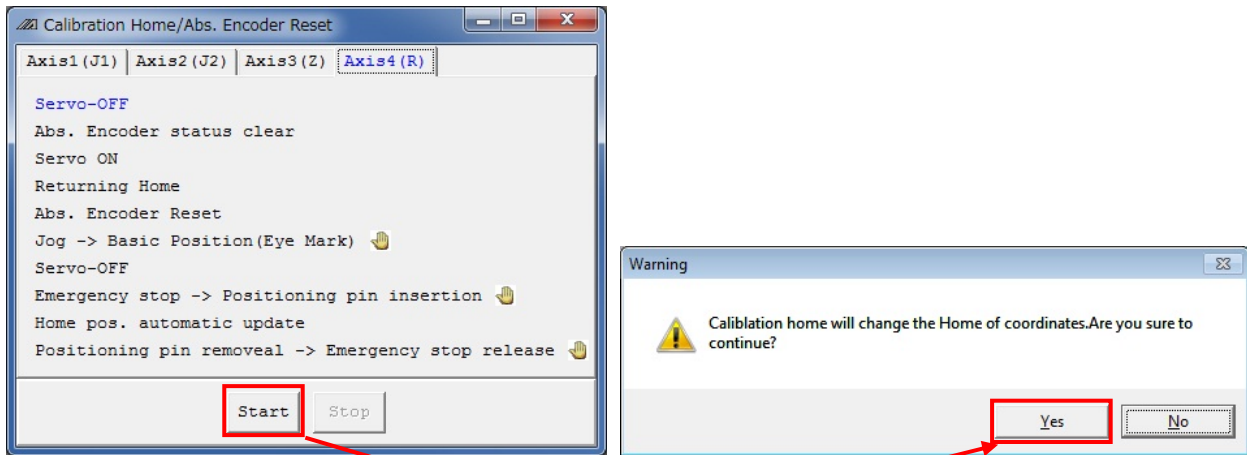 Calibration Home/Abs. Encoder Reset
Axis1(J1) Axis2(J2) Axis3(Z) Axis4(R)
Servo-OFF
Abs. Encoder status clear
Servo ON
Returning Home
Abs. Encoder Reset
Jog -> Basic Position(Eye Mark)
Servo-OFF
Emergency stop -> Positioning pin insertion
Home pos. automatic update
Positioning pin removeal -> Emergency stop release
Start Stop
Warning
Caliblation home will change the Home of coordinates.Are you sure to
continue?
Yes No